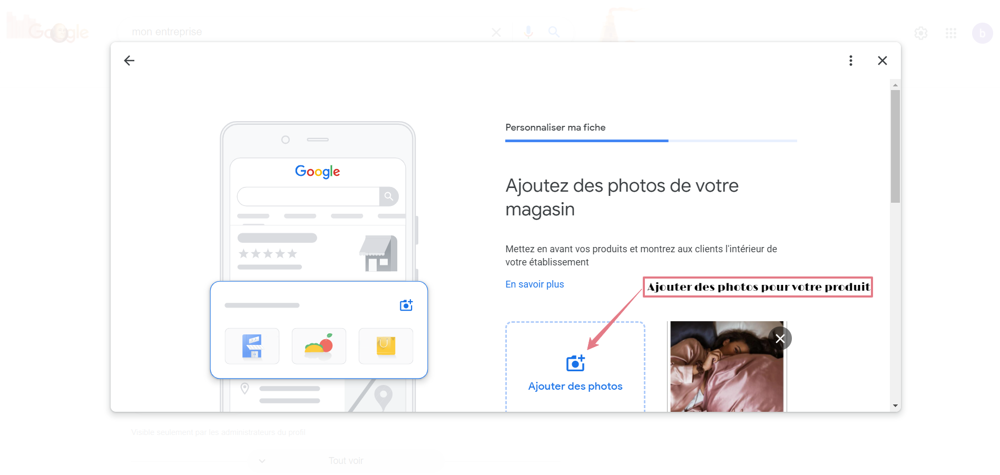 Google
mon entreprise
b
Personnaliser ma fiche
Google
Ajoutez des photos de votre
magasin
Mettez en avant vos produits et montrez aux clients l'intérieur de
votre établissement
En savoir plus
Ajouter des photos pour votre produit
Ajouter des photos
Visible seulement par les administrateurs du profil
Tout voir